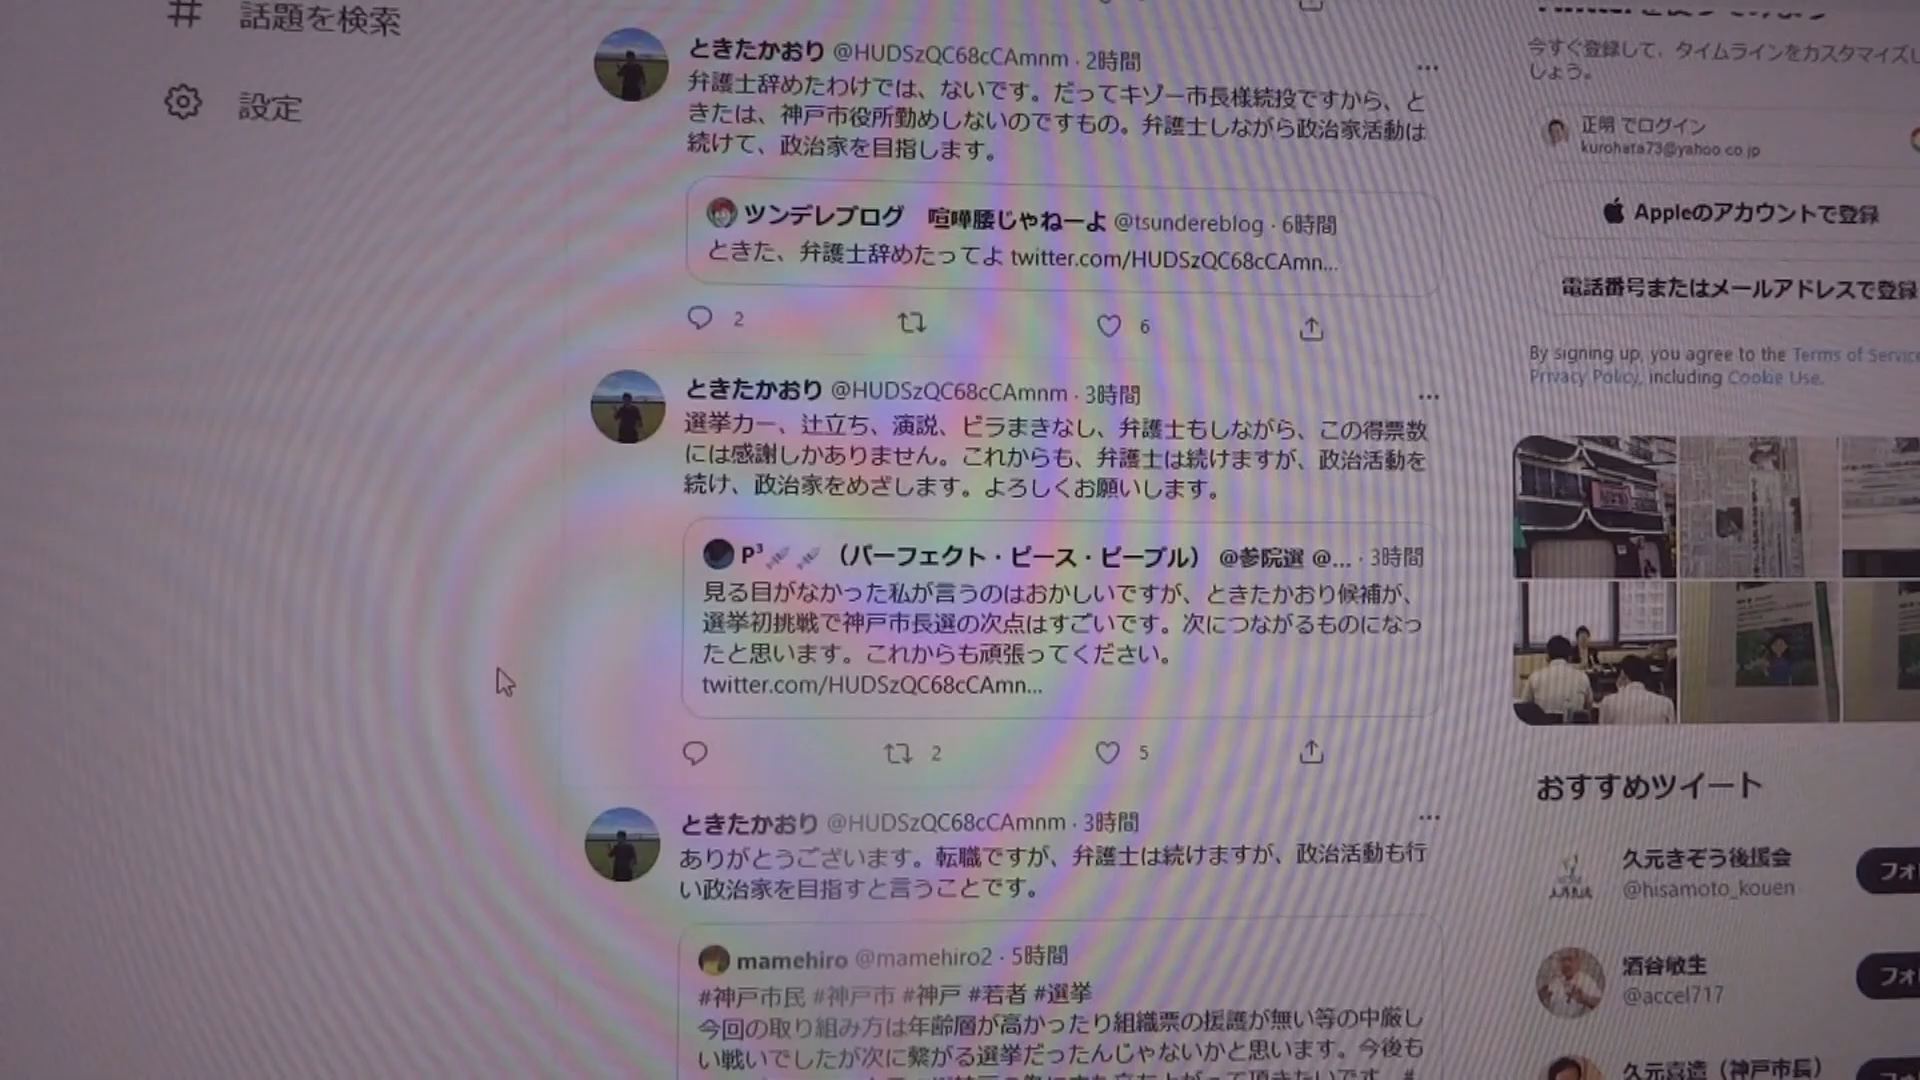 話題を検索
設定
ときたかおり @HUDSzQC68cCAmnm · 2時間
弁護士辞めたわけでは、ないです。だってキゾー市長様続投ですから、と
きたは、神戸市役所勤めしないのですもの。弁護士しながら政治家活動は
続けて、政治家を目指します。
ツンデレブログ 喧嘩腰じゃねーよ @tsundereblog · 6時間
ときた、弁護士辞めたってよ twitter.com/HUDSzQC68cCAmn...
2
6
ときたかおり @HUDSzQC68cCAmnm · 3時間
選挙カー、辻立ち、演説、ビラまきなし、弁護士もしながら、この得票数
には感謝しかありません。これからも、弁護士は続けますが、政治活動を
続け、政治家をめざします。よろしくお願いします。
P³ （パーフェクト・ピース・ピープル） @参院選 @... · 3時間
見る目がなかった私が言うのはおかしいですが、ときたかおり候補が、
選挙初挑戦で神戸市長選の次点はすごいです。次につながるものになっ
たと思います。これからも頑張ってください。
twitter.com/HUDSzQC68cCAmn...
2
5
ときたかおり @HUDSzQC68cCAmnm · 3時間
ありがとうございます。転職ですが、弁護士は続けますが、政治活動も行
い政治家を目指すと言うことです。
mamehiro @mamehiro2 · 5時間
#神戸市民 #神戸市 #神戸 #若者 #選挙
今回の取り組み方は年齢層が高かったり組織票の援護が無い等の中厳し
い戦いでしたが次に繋がる選挙だったんじゃないかと思います。今後も
今すぐ登録して、タイムラインをカスタマイズし
しょう。
正明 でログイン
kurohata73@yahoo.co.jp
Appleのアカウントで登録
電話番号またはメールアドレスで登録
By signing up, you agree to the Terms of Service
Privacy Policy, including Cookie Use.
おすすめツイート
久元きぞう後援会
@hisamoto_kouen
フォ
酒谷敏生
@accel717
フォ
久元喜造（神戸市長）